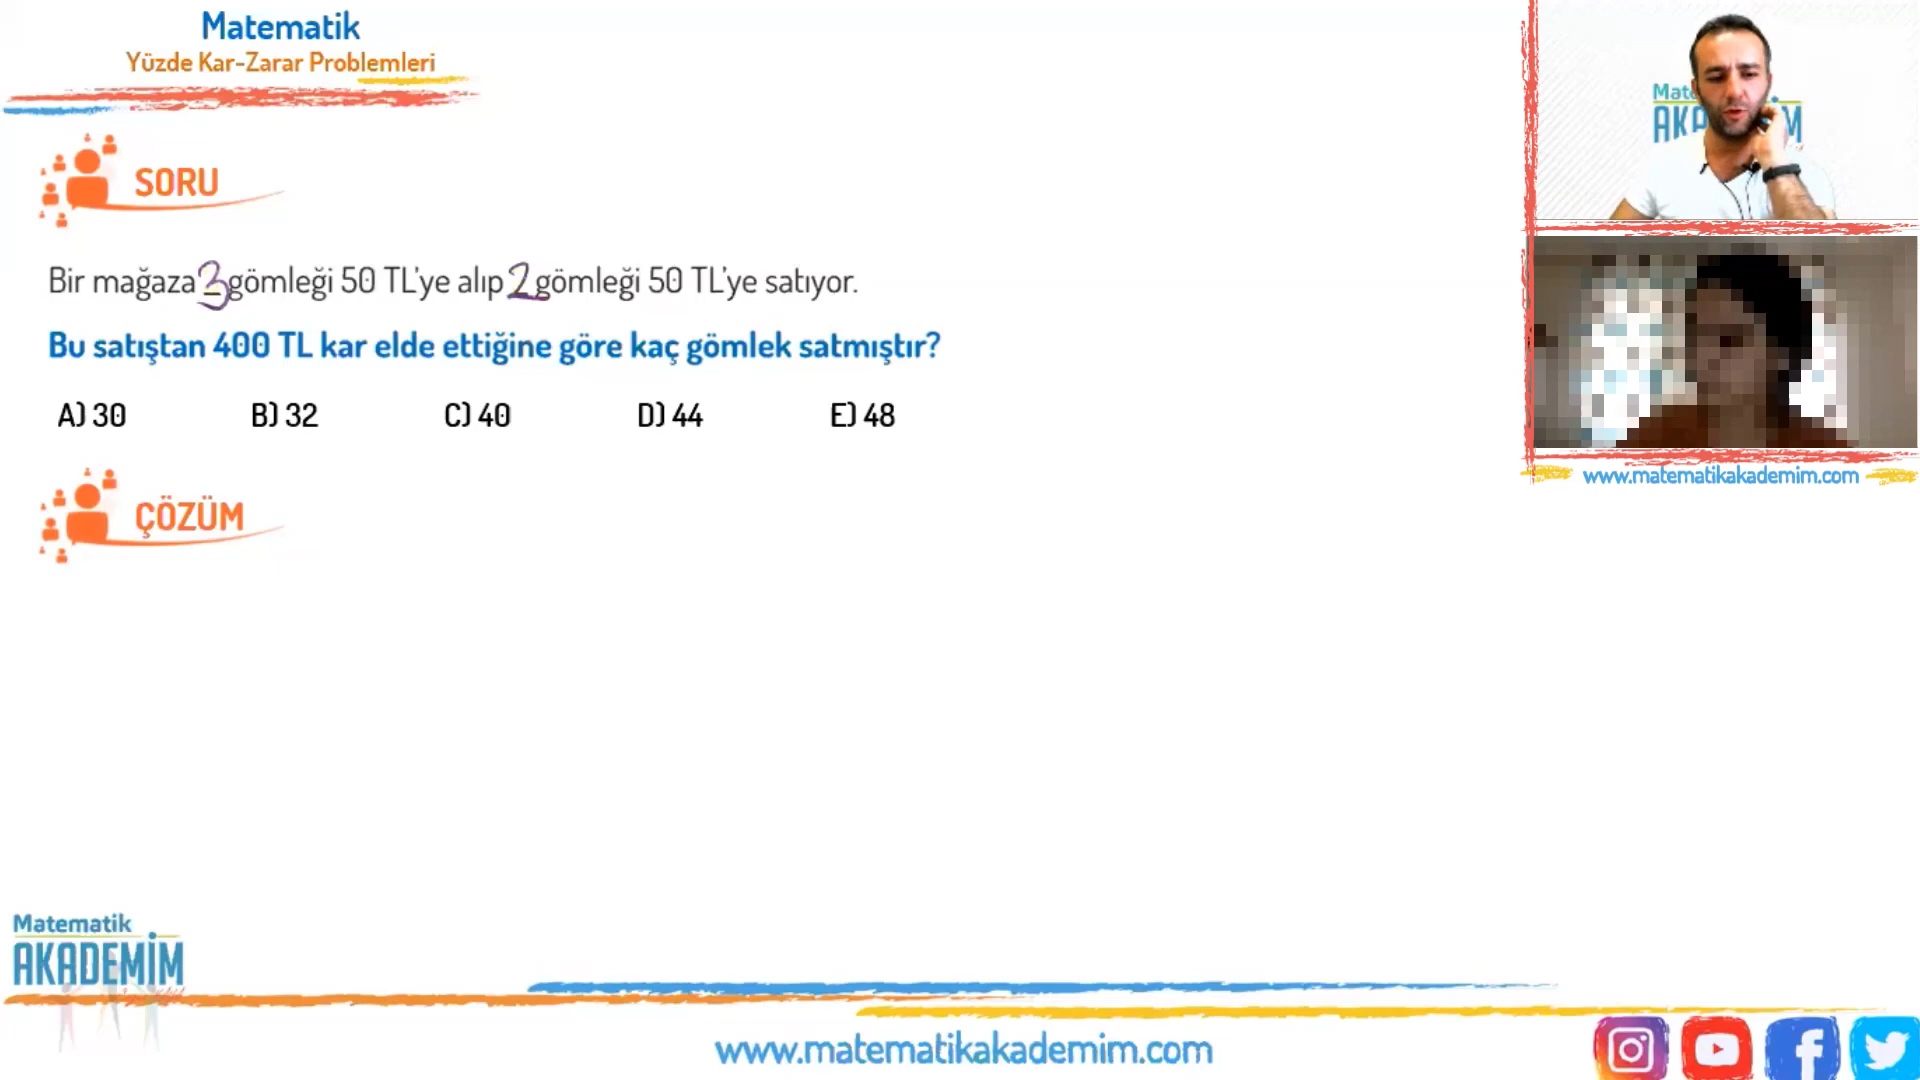 Matematik
Yüzde Kar-Zarar Problemleri
SORU
Bir mağaza 3 gömleği 50 TL'ye alıp 2 gömleği 50 TL'ye satıyor.
Bu satıştan 400 TL kar elde ettiğine göre kaç gömlek satmıştır?
A) 30 B) 32 C) 40 D) 44 E) 48
ÇÖZÜM
www.matematikakademim.com
Matematik
AKADEMİM
www.matematikakademim.com